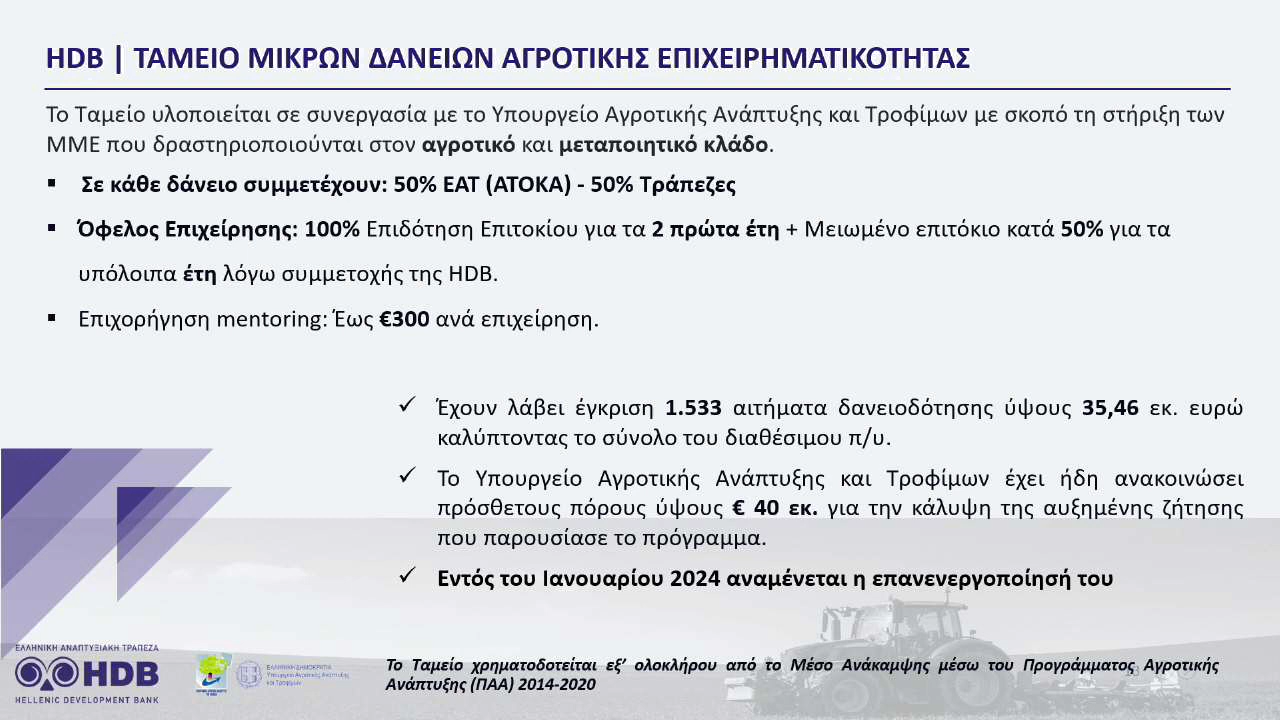 HDB | ΤΑΜΕΙΟ ΜΙΚΡΩΝ ΔΑΝΕΙΩΝ ΑΓΡΟΤΙΚΗΣ ΕΠΙΧΕΙΡΗΜΑΤΙΚΟΤΗΤΑΣ
Το Ταμείο υλοποιείται σε συνεργασία με το Υπουργείο Αγροτικής Ανάπτυξης και Τροφίμων με σκοπό τη στήριξη των
ΜΜΕ που δραστηριοποιούνται στον αγροτικό και μεταποιητικό κλάδο.
▪ Σε κάθε δάνειο συμμετέχουν: 50% ΕΑΤ (ΑΤΟΚΑ) - 50% Τράπεζες
▪ Όφελος Επιχείρησης: 100% Επιδότηση Επιτοκίου για τα 2 πρώτα έτη + Μειωμένο επιτόκιο κατά 50% για τα
υπόλοιπα έτη λόγω συμμετοχής της HDB.
▪ Επιχορήγηση mentoring: Έως €300 ανά επιχείρηση.
✓ Έχουν λάβει έγκριση 1.533 αιτήματα δανειοδότησης ύψους 35,46 εκ. ευρώ
καλύπτοντας το σύνολο του διαθέσιμου π/υ.
✓ Το Υπουργείο Αγροτικής Ανάπτυξης και Τροφίμων έχει ήδη ανακοινώσει
πρόσθετους πόρους ύψους € 40 εκ. για την κάλυψη της αυξημένης ζήτησης
που παρουσίασε το πρόγραμμα.
✓ Εντός του Ιανουαρίου 2024 αναμένεται η επανενεργοποίησή του
ΕΛΛΗΝΙΚΗ ΑΝΑΠΤΥΞΙΑΚΗ ΤΡΑΠΕΖΑ
HDB
HELLENIC DEVELOPMENT BANK
ΕΛΛΗΝΙΚΗ ΔΗΜΟΚΡΑΤΙΑ
Υπουργείο Αγροτικής Ανάπτυξης
και Τροφίμων
Το Ταμείο χρηματοδοτείται εξ’ ολοκλήρου από το Μέσο Ανάκαμψης μέσω του Προγράμματος Αγροτικής
Ανάπτυξης (ΠΑΑ) 2014-2020